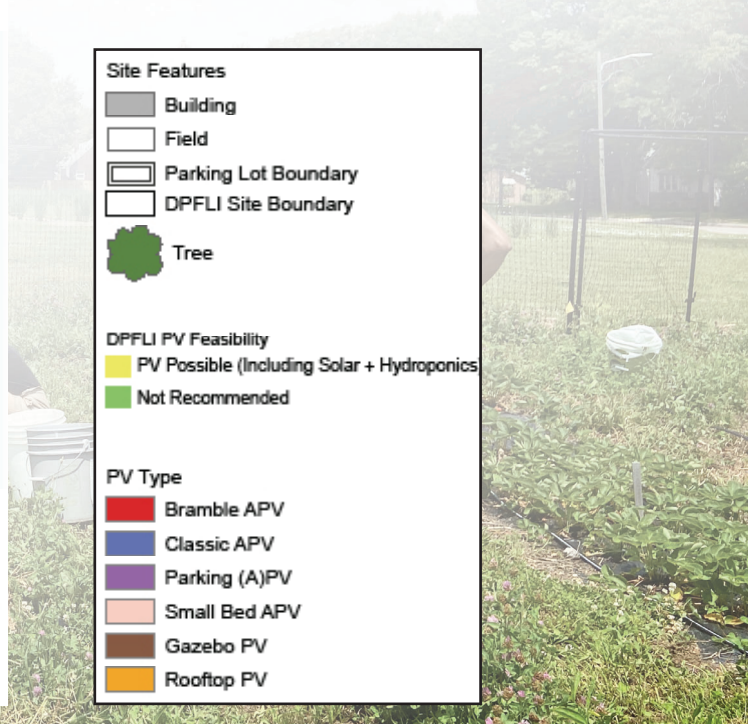 Site Features
Building
Field
Parking Lot Boundary
DPFLI Site Boundary
Tree
DPFLI PV Feasibility
PV Possible (Including Solar + Hydroponics)
Not Recommended
PV Type
Bramble APV
Classic APV
Parking (A)PV
Small Bed APV
Gazebo PV
Rooftop PV